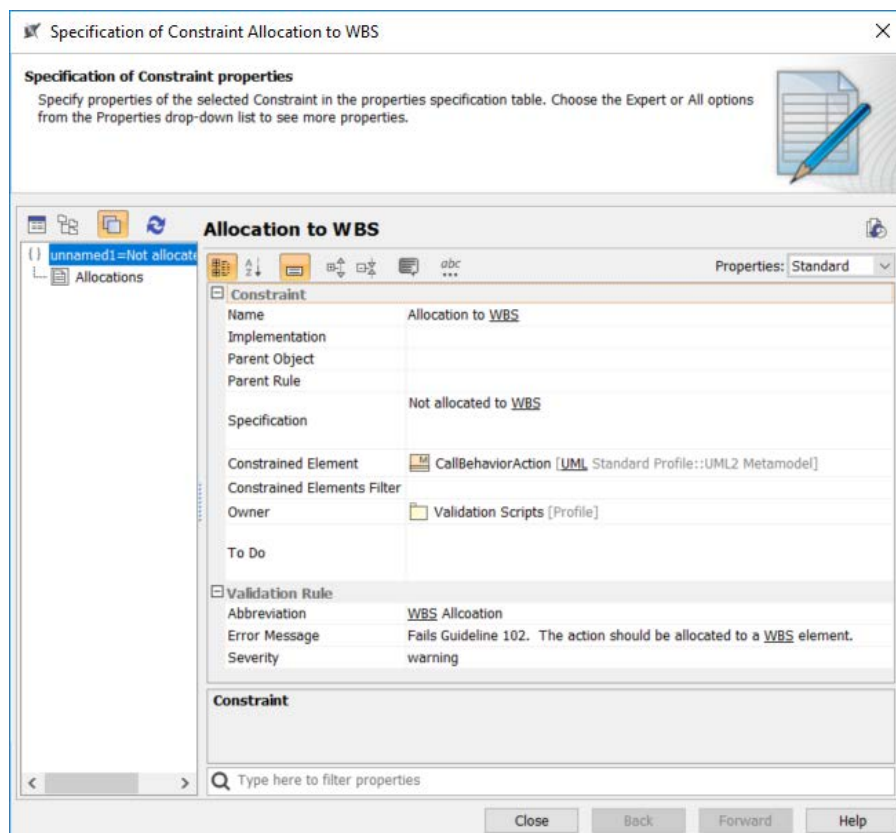 Specification of Constraint Allocation to WBS
Specification of Constraint properties
Specify properties of the selected Constraint in the properties specification table. Choose the Expert or All options
from the Properties drop-down list to see more properties.
Allocation to WBS
{} unnamed1=Not allocate
Allocations
abc
Properties: Standard
Constraint
Name Allocation to WBS
Implementation
Parent Object
Parent Rule
Specification Not allocated to WBS
Constrained Element CallBehaviorAction [UML Standard Profile::UML2 Metamodel]
Constrained Elements Filter
Owner Validation Scripts [Profile]
To Do
Validation Rule
Abbreviation WBS Allcoation
Error Message Fails Guideline 102. The action should be allocated to a WBS element.
Severity warning
Constraint
Type here to filter properties
Close Back Forward Help